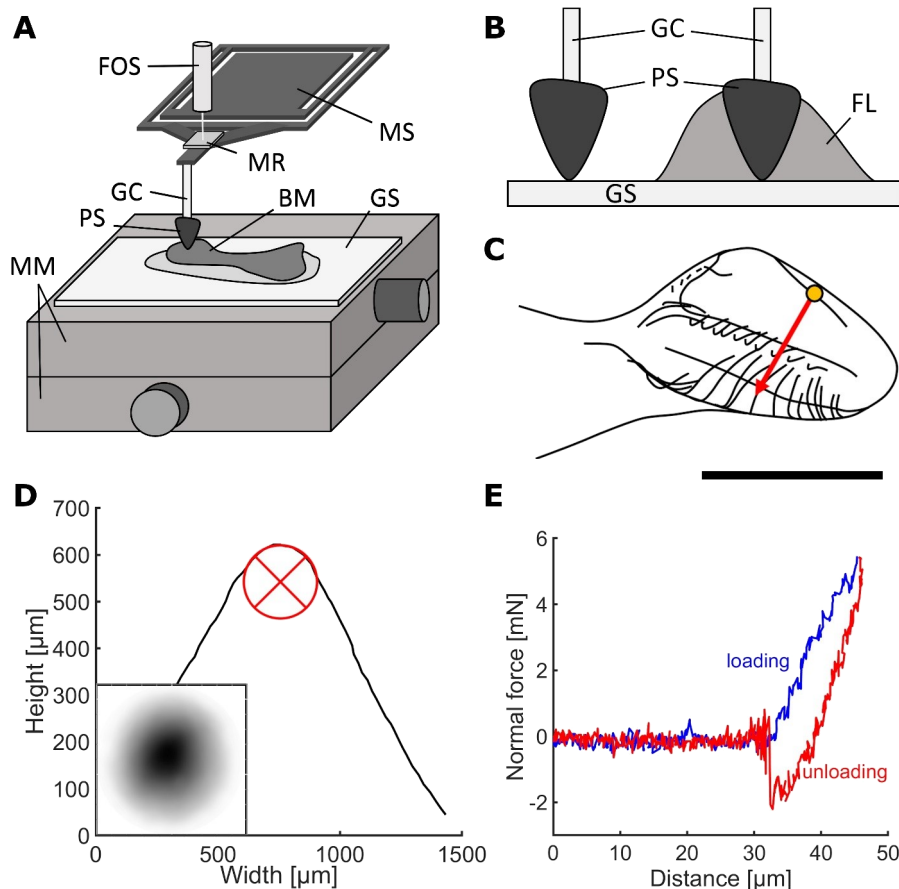 A
FOS
MS
MR
GC
BM
GS
PS
MM
B
GC
PS
FL
GS
C
D
700
600
500
400
300
200
100
0
Height [µm]
0
500
1000
1500
Width [µm]
E
6
4
2
0
-2
Normal force [mN]
loading
unloading
0
10
20
30
40
50
Distance [µm]